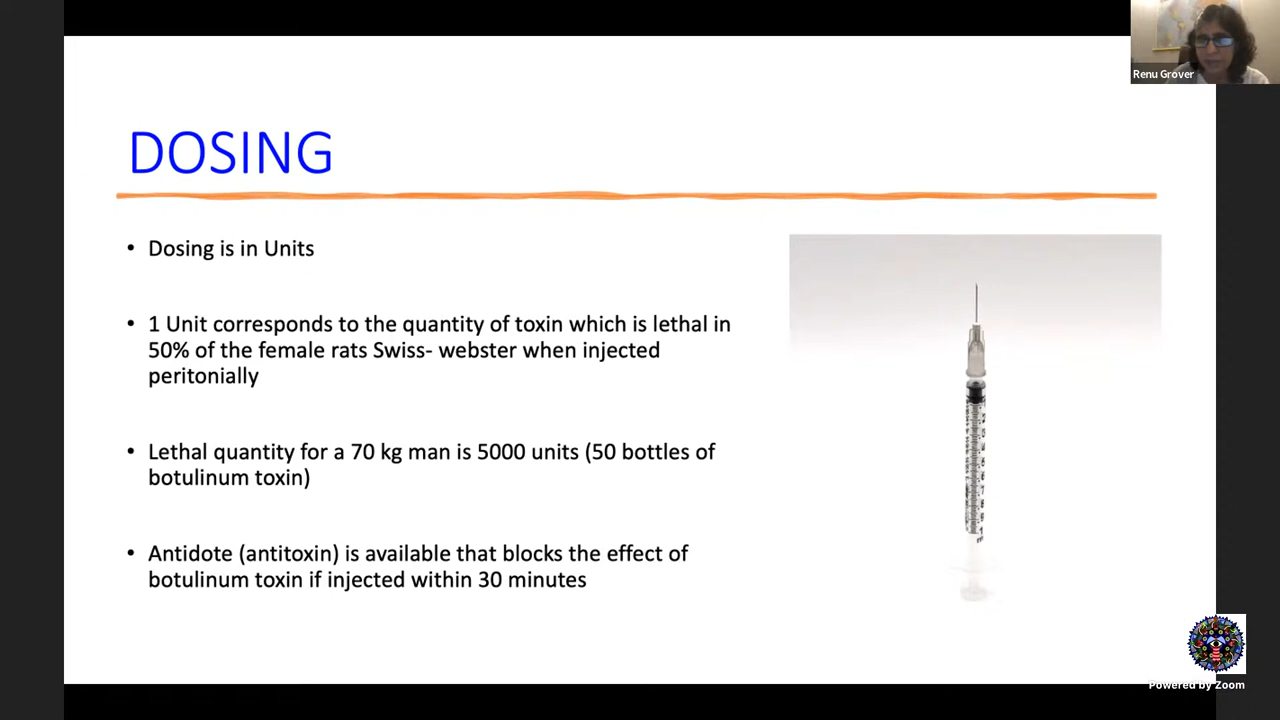 Renu Grover
DOSING
• Dosing is in Units
• 1 Unit corresponds to the quantity of toxin which is lethal in
50% of the female rats Swiss- webster when injected
peritonially
• Lethal quantity for a 70 kg man is 5000 units (50 bottles of
botulinum toxin)
• Antidote (antitoxin) is available that blocks the effect of
botulinum toxin if injected within 30 minutes
Powered by Zoom